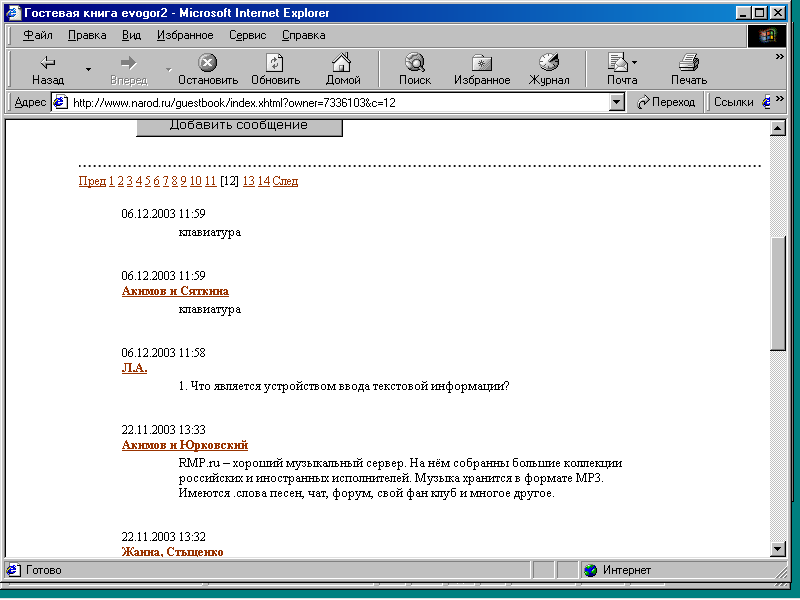 Гостевая книга evogor2 - Microsoft Internet Explorer
Файл Правка Вид Избранное Сервис Справка
Назад Вперед Остановить Обновить Домой Поиск Избранное Журнал Почта Печать »
Адрес http://www.narod.ru/guestbook/index.xhtml?owner=7336103&c=12 Переход Ссылки »
Добавить сообщение
Пред 1 2 3 4 5 6 7 8 9 10 11 [12] 13 14 След
06.12.2003 11:59
клавиатура
06.12.2003 11:59
Акимов и Сяткина
клавиатура
06.12.2003 11:58
Л.А.
1. Что является устройством ввода текстовой информации?
22.11.2003 13:33
Акимов и Юрковский
RMP.ru – хороший музыкальный сервер. На нём собранны большие коллекции
российских и иностранных исполнителей. Музыка хранится в формате MP3.
Имеются .слова песен, чат, форум, свой фан клуб и многое другое.
22.11.2003 13:32
Жанна, Стыценко
Готово Интернет